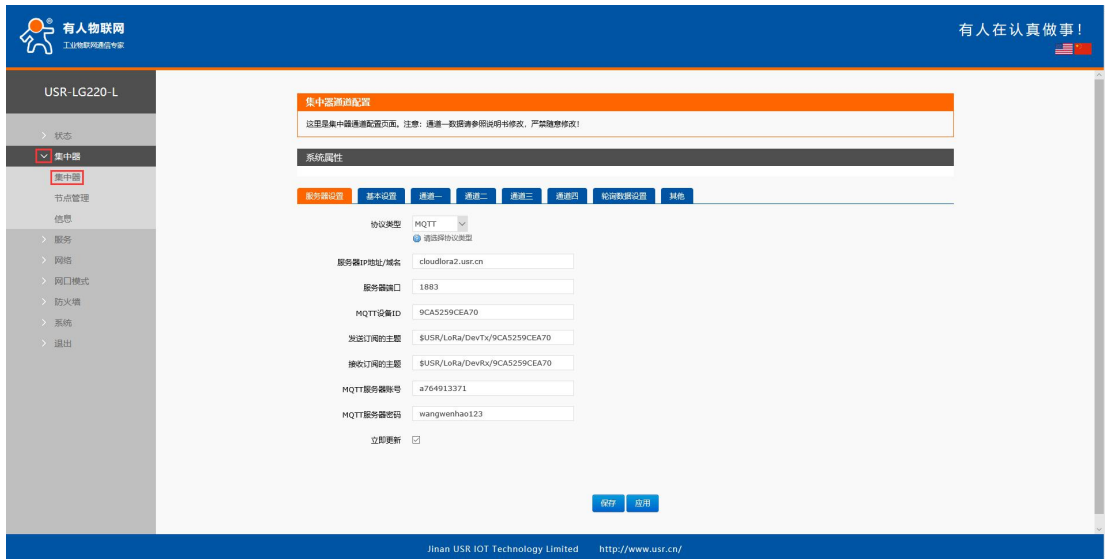 有人物联网
工业物联网通信专家
有人在认真做事！
USR-LG220-L
状态
集中器
集中器
节点管理
信息
服务
网络
网口模式
防火墙
系统
退出
集中器通道配置
这里是集中器通道配置页面。注意：通道一数据请参照说明书修改，严禁随意修改！
系统属性
服务器设置 基本设置 通道一 通道二 通道三 通道四 轮询数据设置 其他
协议类型 MQTT
请选择协议类型
服务器IP地址/域名 cloudlora2.usr.cn
服务器端口 1883
MQTT设备ID 9CA5259CEA70
发送订阅的主题 $USR/LoRa/DevTx/9CA5259CEA70
接收订阅的主题 $USR/LoRa/DevRx/9CA5259CEA70
MQTT服务器账号 a764913371
MQTT服务器密码 wangwenhao123
立即更新
保存 应用
Jinan USR IOT Technology Limited http://www.usr.cn/